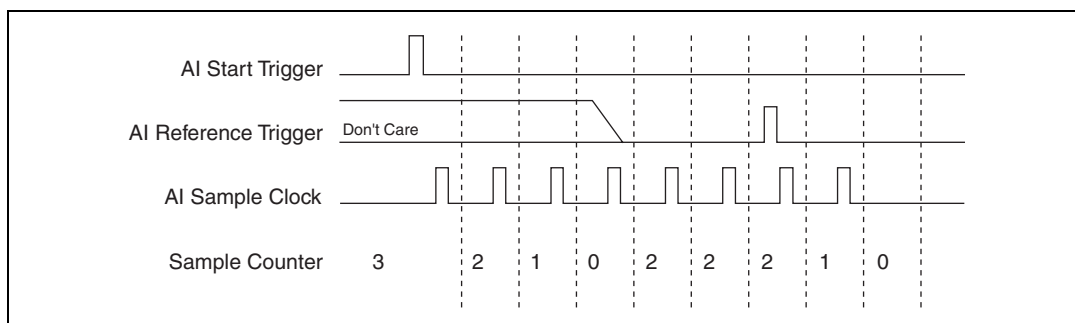 AI Start Trigger
AI Reference Trigger
Don't Care
AI Sample Clock
Sample Counter 3 2 1 0 2 2 2 1 0